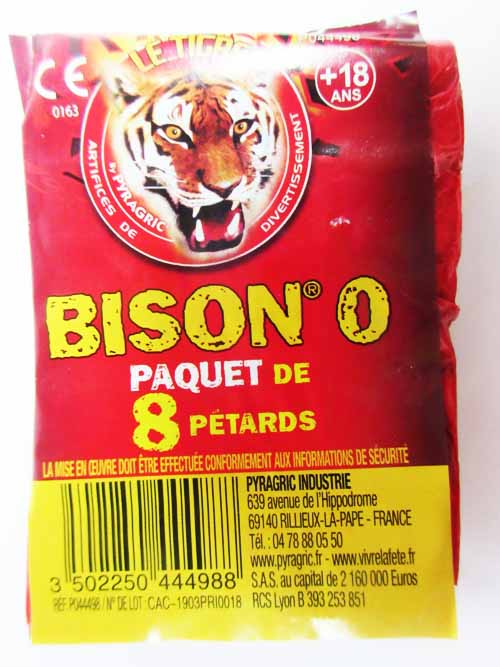 LE TIGRE
P044498
CE
0163
+18
ANS
ARTIFICES DE DIVERTISSEMENT
BY PYRAGRIC
BISON® 0
PAQUET DE
8 PÉTARDS
LA MISE EN ŒUVRE DOIT ÊTRE EFFECTUÉE CONFORMEMENT AUX INFORMATIONS DE SÉCURITÉ
PYRAGRIC INDUSTRIE
639 avenue de l'Hippodrome
69140 RILLIEUX-LA-PAPE - FRANCE
Tél. : 04 78 88 05 50
www.pyragric.fr - www.vivrelafete.fr
S.A.S. au capital de 2 160 000 Euros
RCS Lyon B 393 253 851
3 502250 444988
REF. P044498 / N° DE LOT : CAC-1903PRI0018